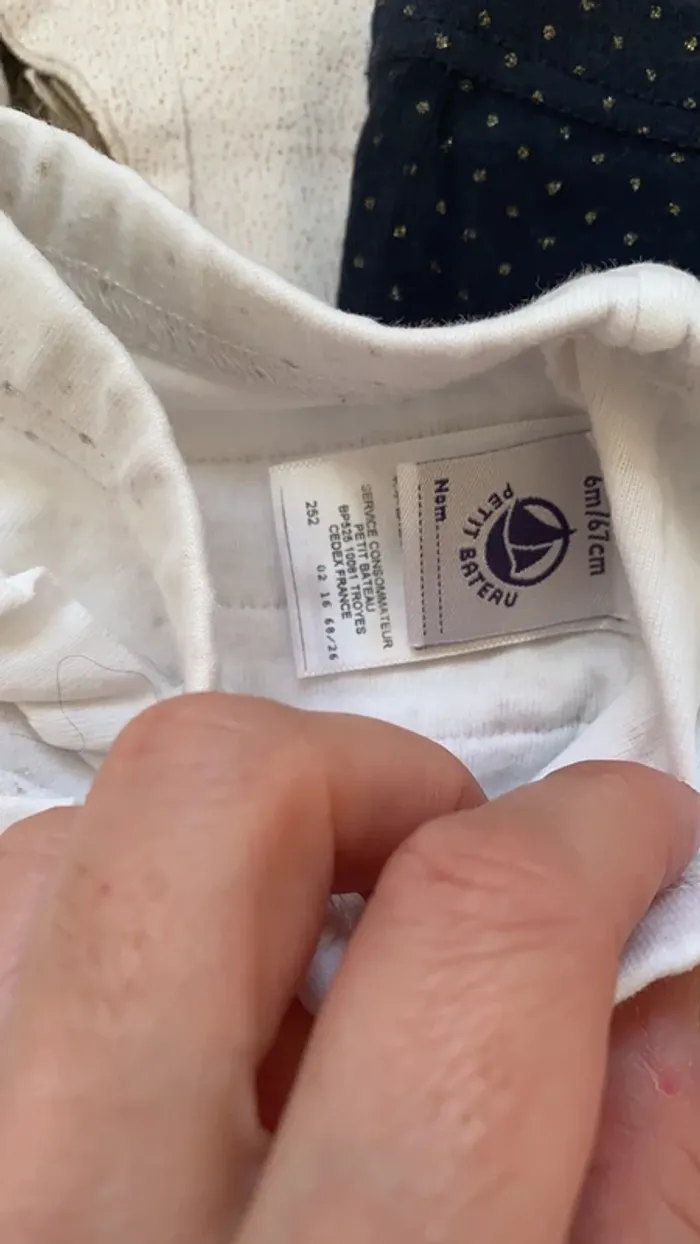 6m/67cm
PETIT BATEAU
Nom.
SERVICE CONSOMMATEUR
PETIT BATEAU
BP525 10081 TROYES
CEDEX FRANCE
02 16 68/26
252